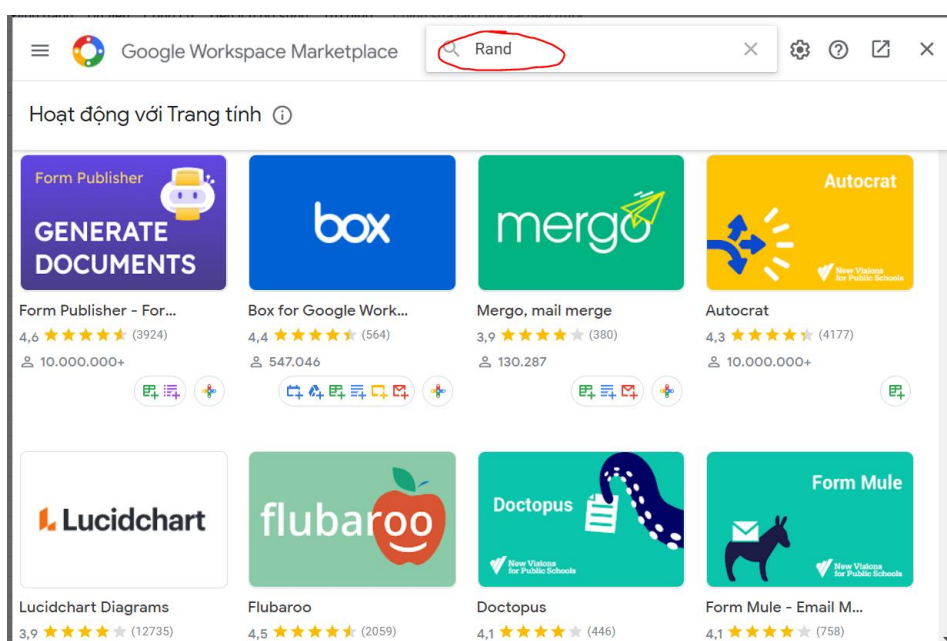 Google Workspace Marketplace
Rand
Hoạt động với Trang tính
Form Publisher
GENERATE
DOCUMENTS
box
mergo
Autocrat
New Visions
for Public Schools
Form Publisher - For...
Box for Google Work...
Mergo, mail merge
Autocrat
4,6 (3924)
4,4 (564)
3,9 (380)
4,3 (4177)
10.000.000+
547.046
130.287
10.000.000+
Lucidchart
flubaroo
Doctopus
New Visions
for Public Schools
Form Mule
New Visions
for Public Schools
Lucidchart Diagrams
Flubaroo
Doctopus
Form Mule - Email M...
3,9 (12735)
4,5 (2059)
4,1 (446)
4,1 (758)